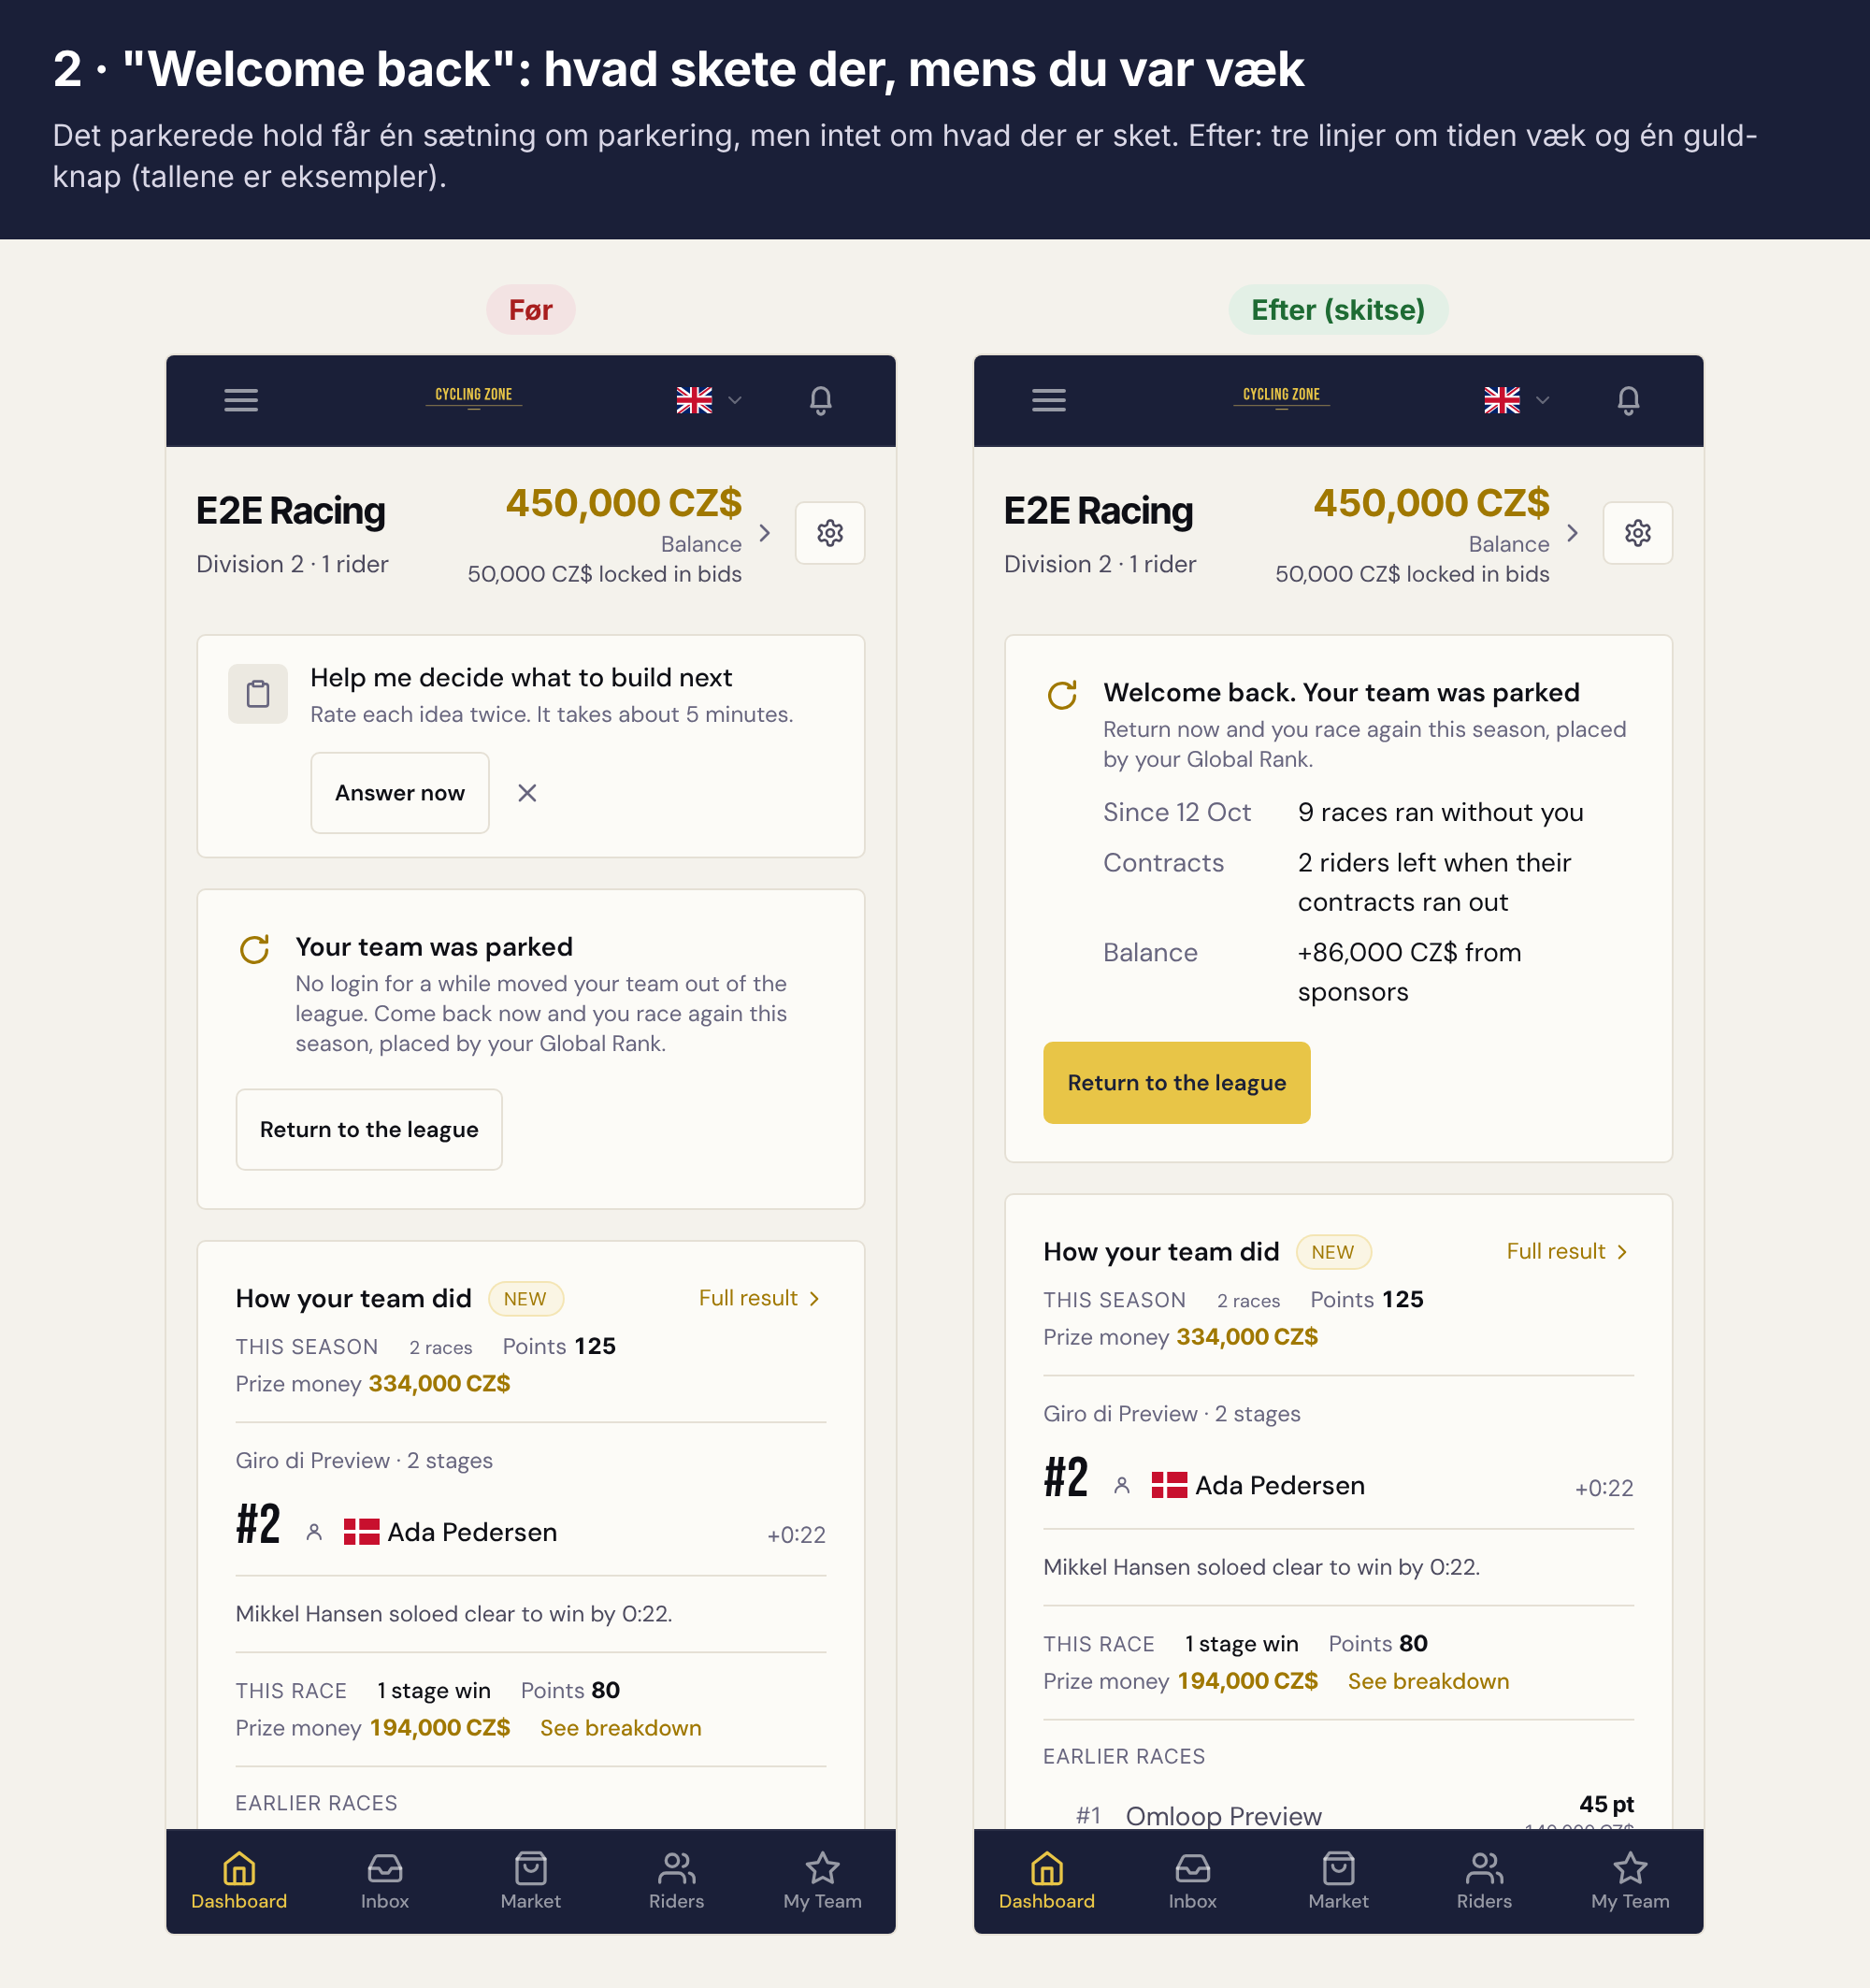 2 · "Welcome back": hvad skete der, mens du var væk
Det parkerede hold får én sætning om parkering, men intet om hvad der er sket. Efter: tre linjer om tiden væk og én guld-
knap (tallene er eksempler).
Før
CYCLING ZONE
E2E Racing
450,000 CZ$
Balance
Division 2 · 1 rider
50,000 CZ$ locked in bids
Help me decide what to build next
Rate each idea twice. It takes about 5 minutes.
Answer now
Your team was parked
No login for a while moved your team out of the
league. Come back now and you race again this
season, placed by your Global Rank.
Return to the league
How your team did NEW Full result
THIS SEASON 2 races Points 125
Prize money 334,000 CZ$
Giro di Preview · 2 stages
#2 Ada Pedersen +0:22
Mikkel Hansen soloed clear to win by 0:22.
THIS RACE 1 stage win Points 80
Prize money 194,000 CZ$ See breakdown
EARLIER RACES
Dashboard Inbox Market Riders My Team
Efter (skitse)
CYCLING ZONE
E2E Racing
450,000 CZ$
Balance
Division 2 · 1 rider
50,000 CZ$ locked in bids
Welcome back. Your team was parked
Return now and you race again this season, placed
by your Global Rank.
Since 12 Oct 9 races ran without you
Contracts 2 riders left when their
contracts ran out
Balance +86,000 CZ$ from
sponsors
Return to the league
How your team did NEW Full result
THIS SEASON 2 races Points 125
Prize money 334,000 CZ$
Giro di Preview · 2 stages
#2 Ada Pedersen +0:22
Mikkel Hansen soloed clear to win by 0:22.
THIS RACE 1 stage win Points 80
Prize money 194,000 CZ$ See breakdown
EARLIER RACES
#1 Omloop Preview 45 pt
Dashboard Inbox Market Riders My Team